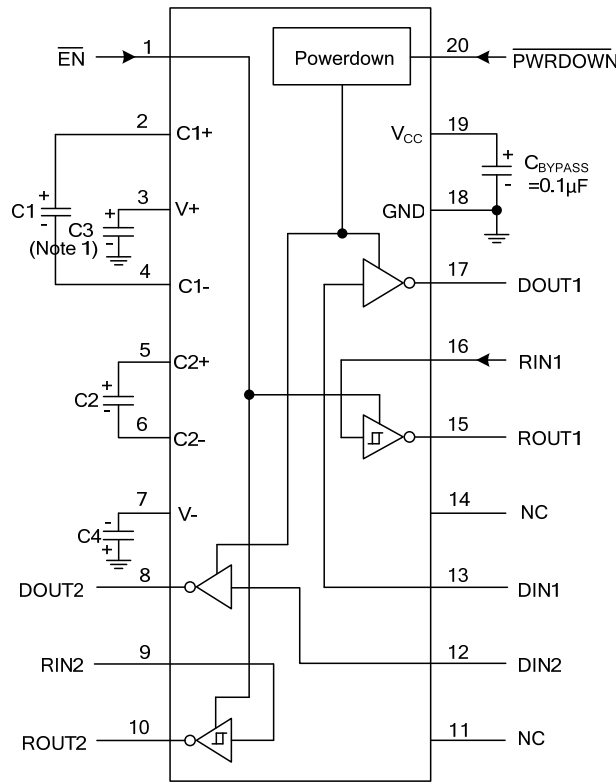 EN
1
Powerdown
20
PWRDOWN
2
C1+
VCC
19
+
CBYPASS
-
=0.1µF
+
C1
-
(Note 1)
3
V+
+
C3
-
GND
18
4
C1-
17
DOUT1
5
C2+
16
RIN1
+
C2
-
6
C2-
15
ROUT1
7
V-
-
C4
+
14
NC
DOUT2
8
13
DIN1
RIN2
9
12
DIN2
ROUT2
10
11
NC